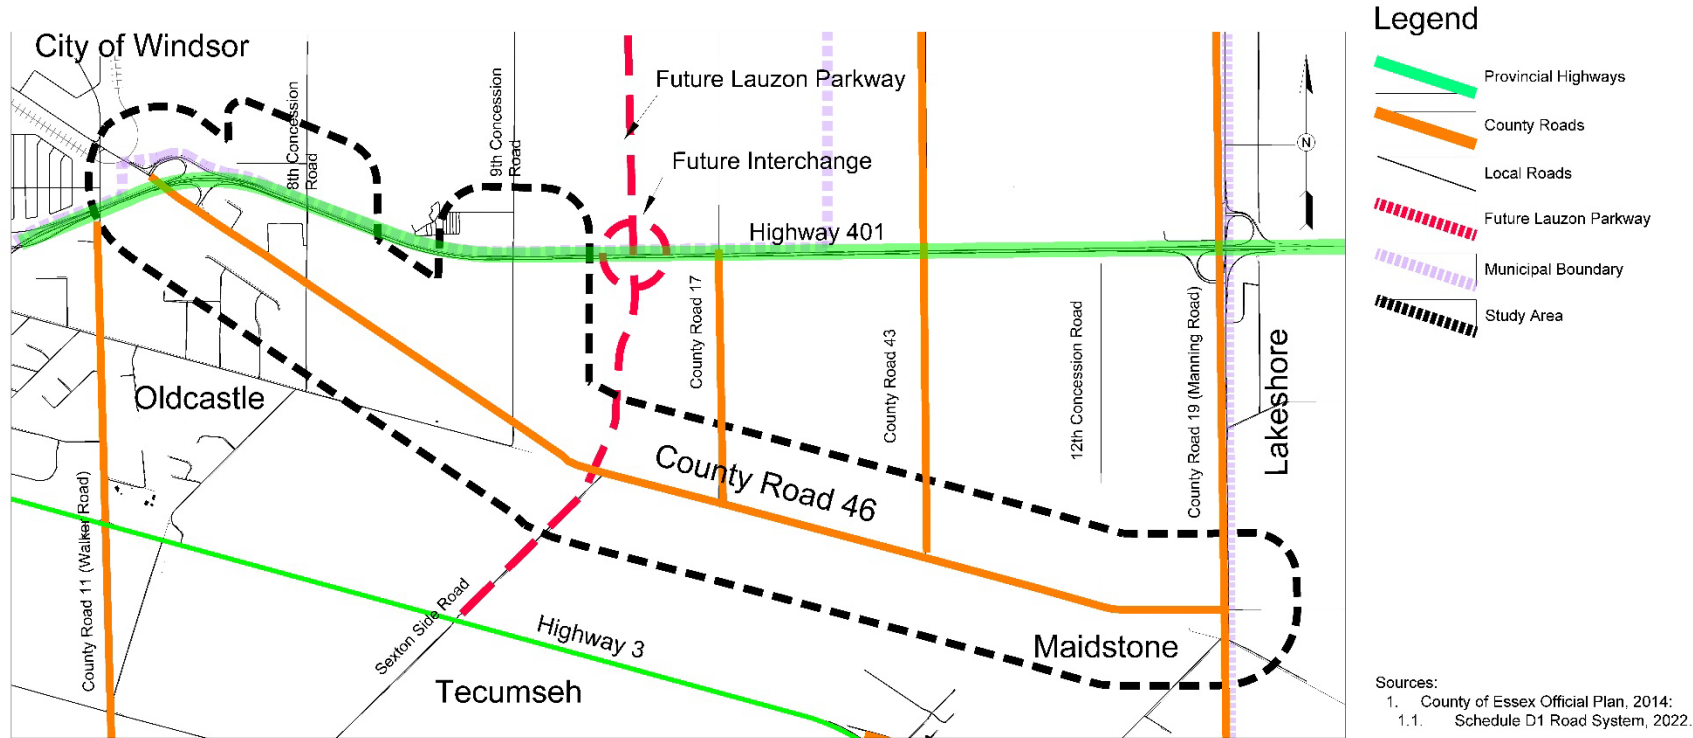 City of Windsor
8th Concession
Road
9th Concession
Road
Future Lauzon Parkway
Future Interchange
Highway 401
N
County Road 17
County Road 43
12th Concession Road
County Road 19 (Manning Road)
Lakeshore
Oldcastle
County Road 46
County Road 11 (Walker Road)
Sexton Side Road
Highway 3
Maidstone
Tecumseh
Legend
Provincial Highways
County Roads
Local Roads
Future Lauzon Parkway
Municipal Boundary
Study Area
Sources:
1. County of Essex Official Plan, 2014:
1.1. Schedule D1 Road System, 2022.